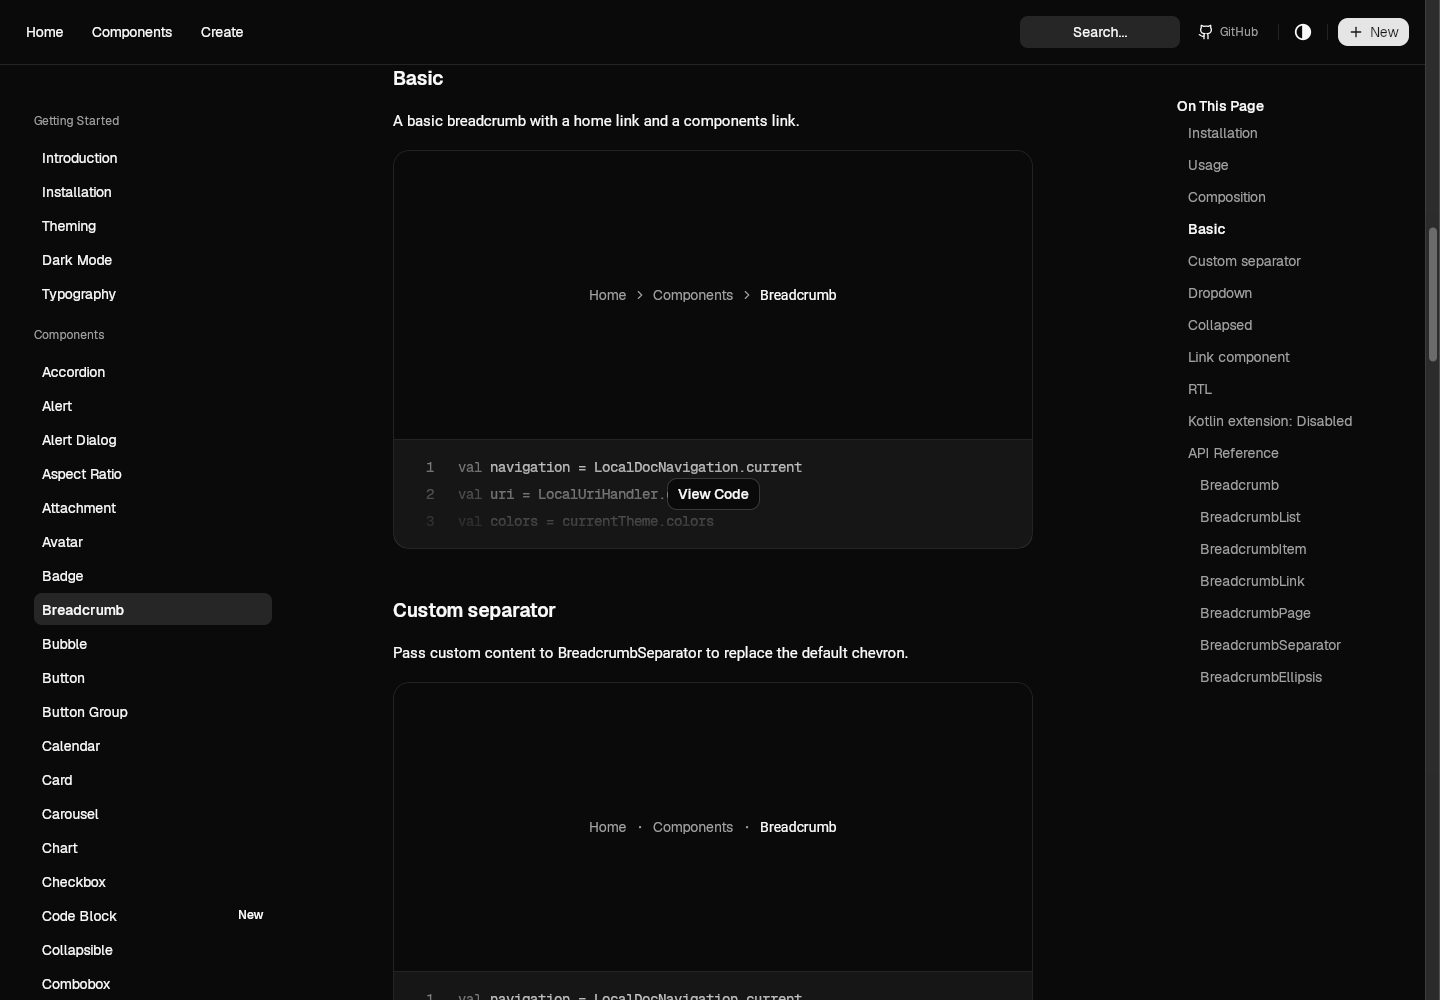 Home
Components
Create
Search...
GitHub
New
Getting Started
Introduction
Installation
Theming
Dark Mode
Typography
Components
Accordion
Alert
Alert Dialog
Aspect Ratio
Attachment
Avatar
Badge
Breadcrumb
Bubble
Button
Button Group
Calendar
Card
Carousel
Chart
Checkbox
Code Block New
Collapsible
Combobox
Basic
A basic breadcrumb with a home link and a components link.
Home > Components > Breadcrumb
1 val navigation = LocalDocNavigation.current
2 val uri = LocalUriHandler.
View Code
3 val colors = currentTheme.colors
Custom separator
Pass custom content to BreadcrumbSeparator to replace the default chevron.
Home · Components · Breadcrumb
1 val navigation = LocalDocNavigation.current
On This Page
Installation
Usage
Composition
Basic
Custom separator
Dropdown
Collapsed
Link component
RTL
Kotlin extension: Disabled
API Reference
Breadcrumb
BreadcrumbList
BreadcrumbItem
BreadcrumbLink
BreadcrumbPage
BreadcrumbSeparator
BreadcrumbEllipsis